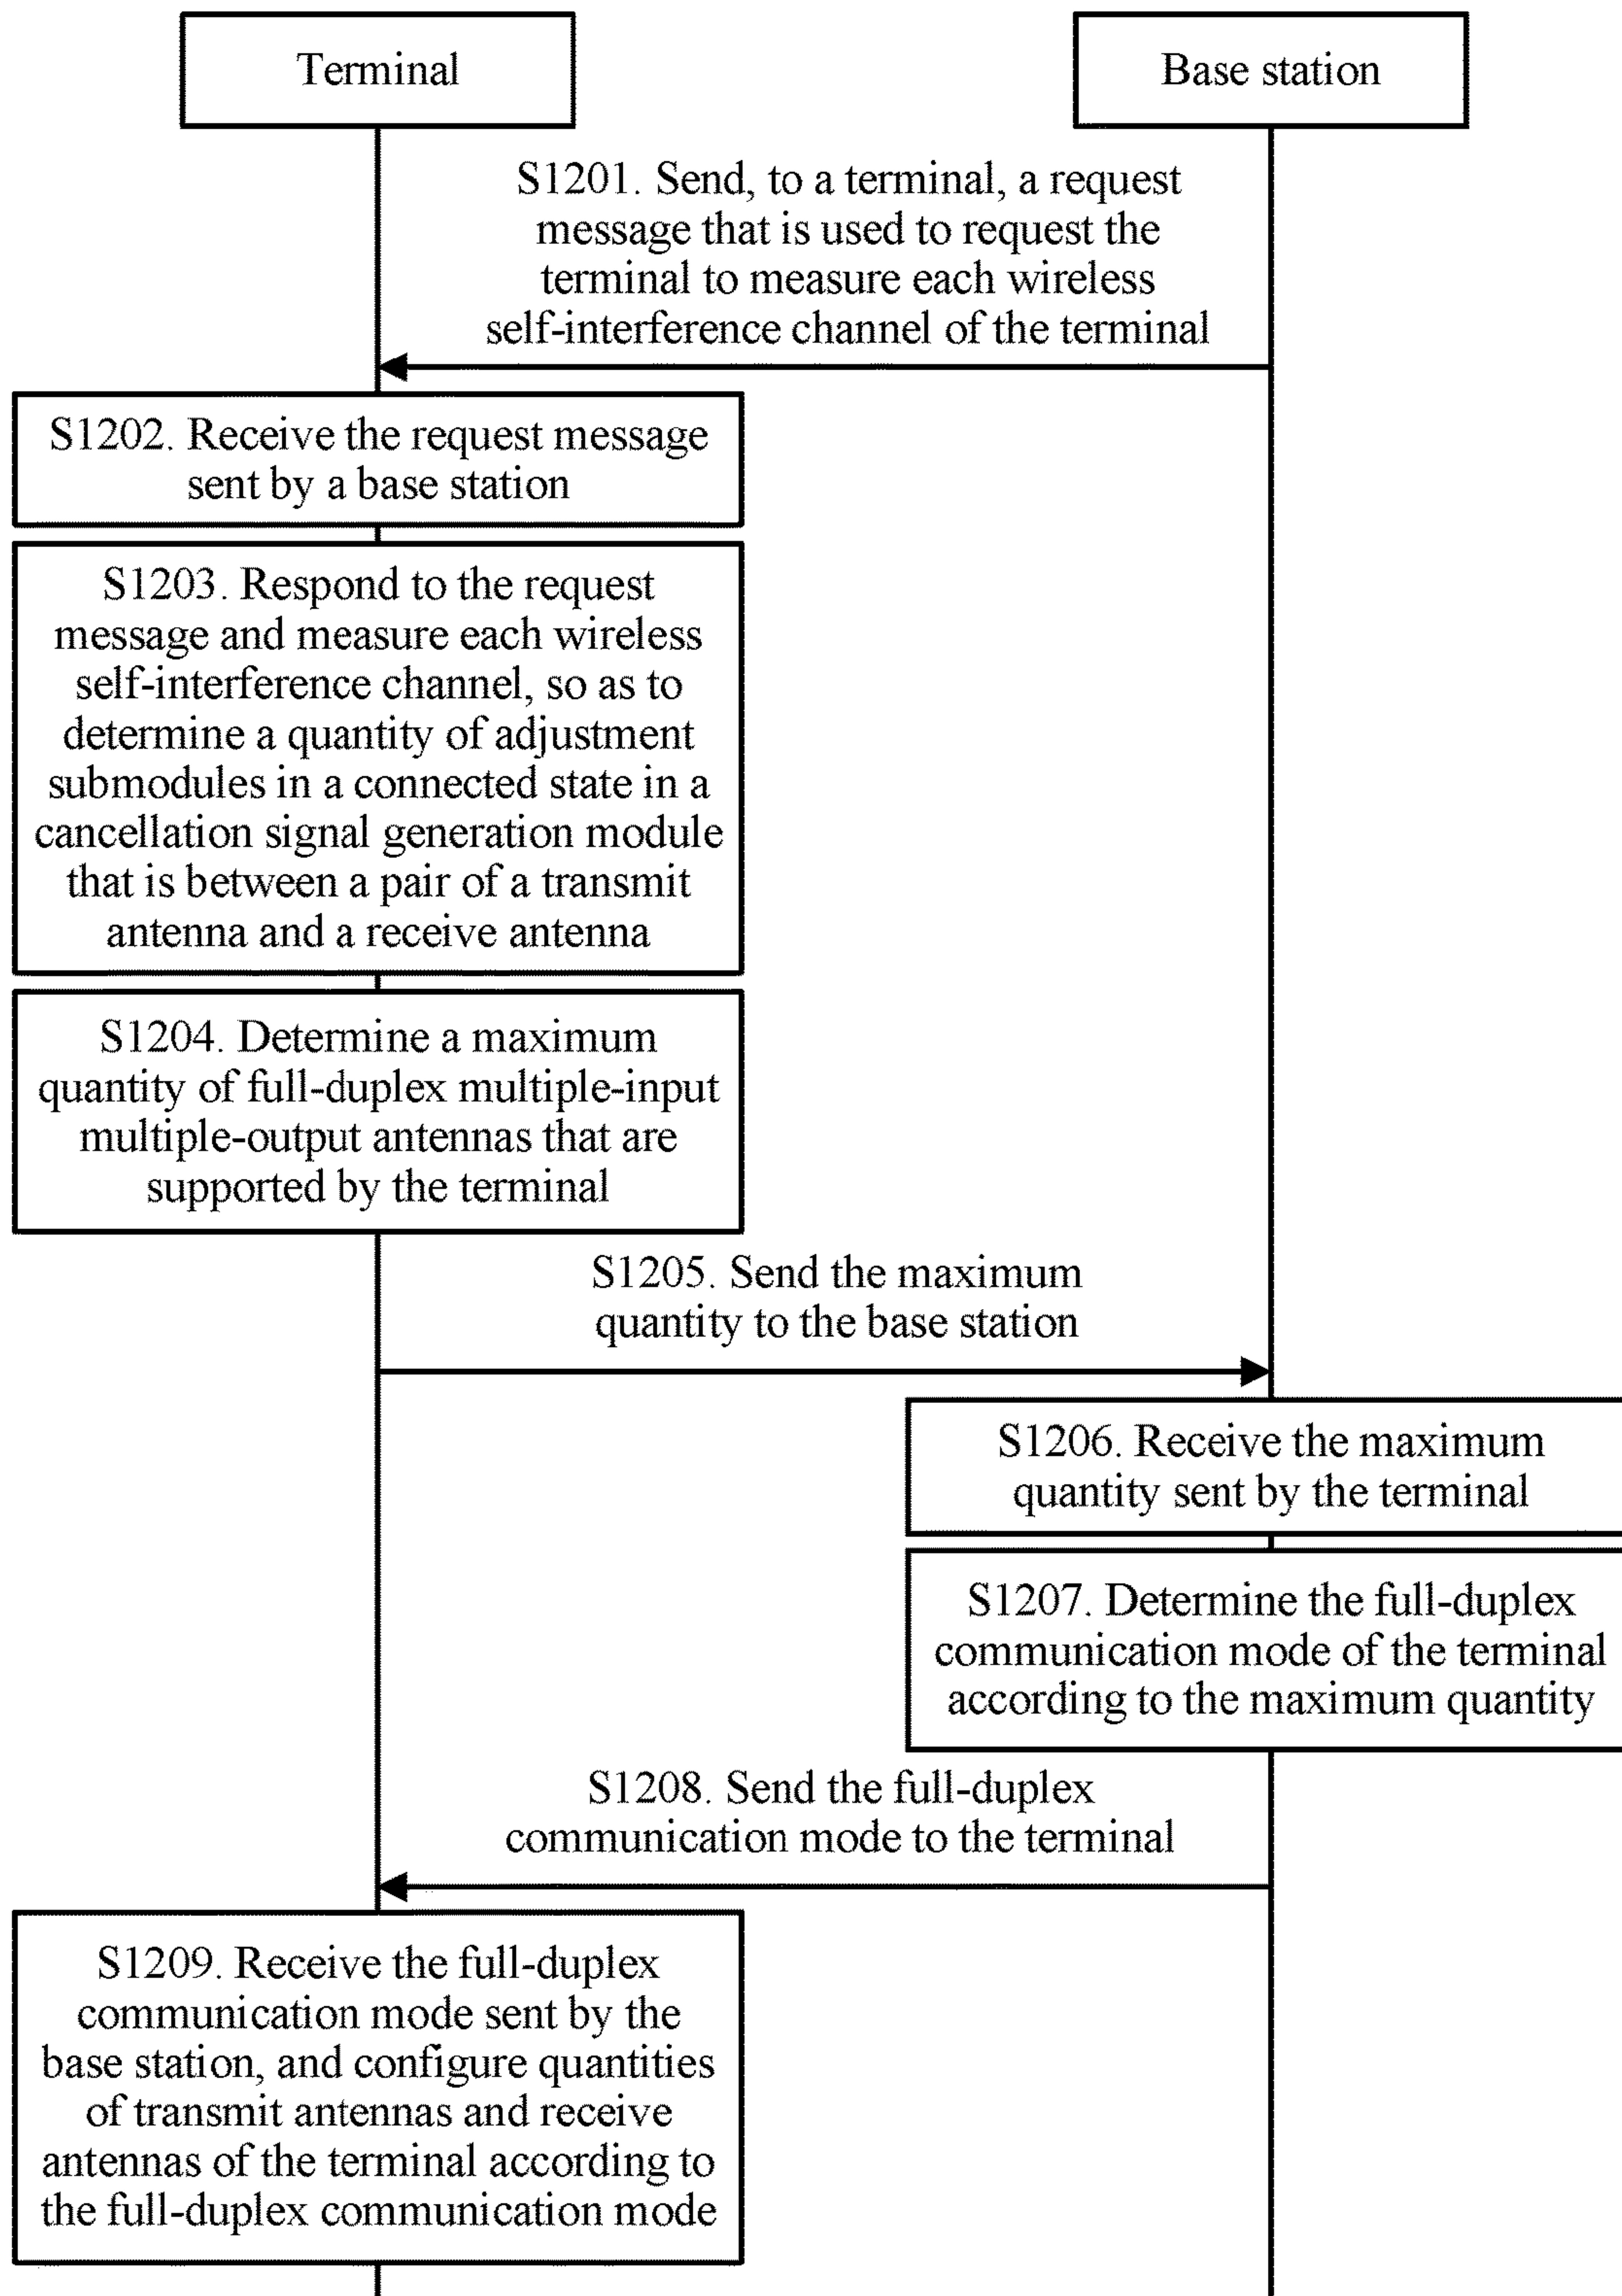 Terminal
Base station
S1201. Send, to a terminal, a request
message that is used to request the
terminal to measure each wireless
self-interference channel of the terminal
S1202. Receive the request message
sent by a base station
S1203. Respond to the request
message and measure each wireless
self-interference channel, so as to
determine a quantity of adjustment
submodules in a connected state in a
cancellation signal generation module
that is between a pair of a transmit
antenna and a receive antenna
S1204. Determine a maximum
quantity of full-duplex multiple-input
multiple-output antennas that are
supported by the terminal
S1205. Send the maximum
quantity to the base station
S1206. Receive the maximum
quantity sent by the terminal
S1207. Determine the full-duplex
communication mode of the terminal
according to the maximum quantity
S1208. Send the full-duplex
communication mode to the terminal
S1209. Receive the full-duplex
communication mode sent by the
base station, and configure quantities
of transmit antennas and receive
antennas of the terminal according to
the full-duplex communication mode